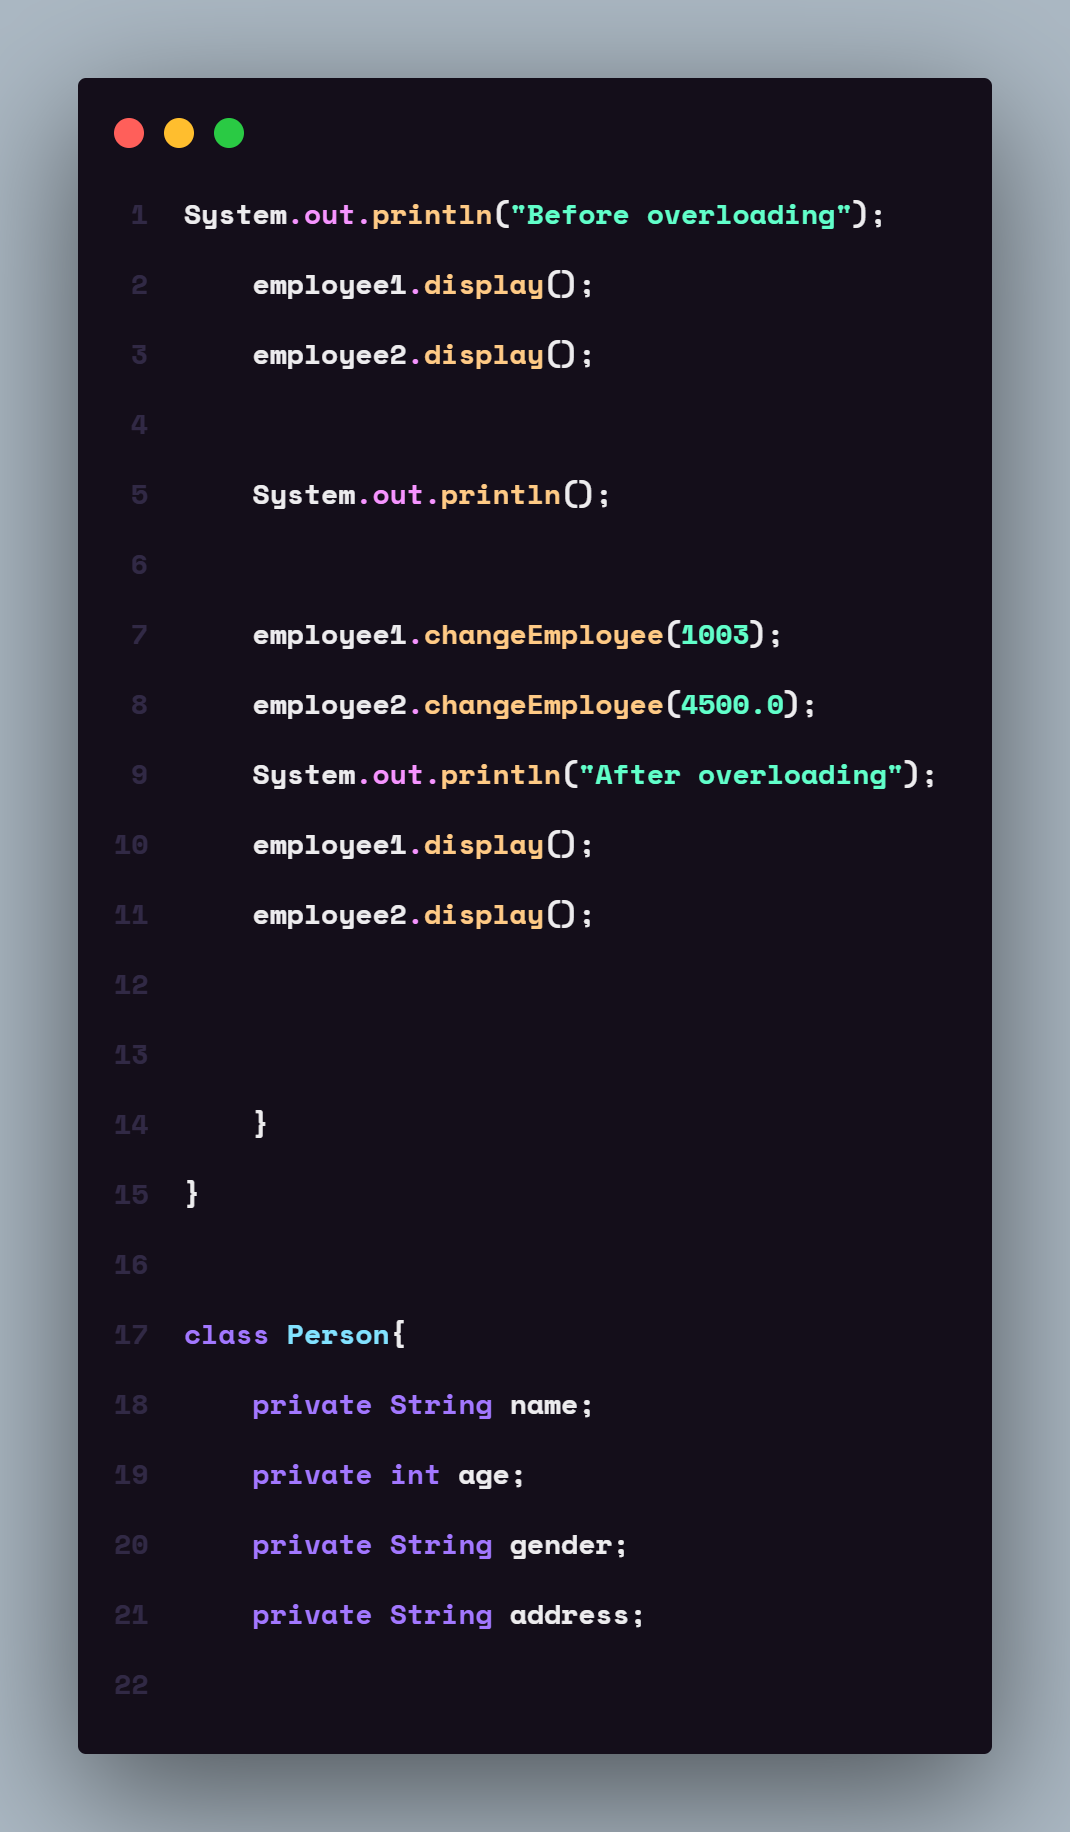 1 System.out.println("Before overloading");
2     employee1.display();
3     employee2.display();
4
5     System.out.println();
6
7     employee1.changeEmployee(1003);
8     employee2.changeEmployee(4500.0);
9     System.out.println("After overloading");
10     employee1.display();
11     employee2.display();
12
13
14     }
15 }
16
17 class Person{
18     private String name;
19     private int age;
20     private String gender;
21     private String address;
22